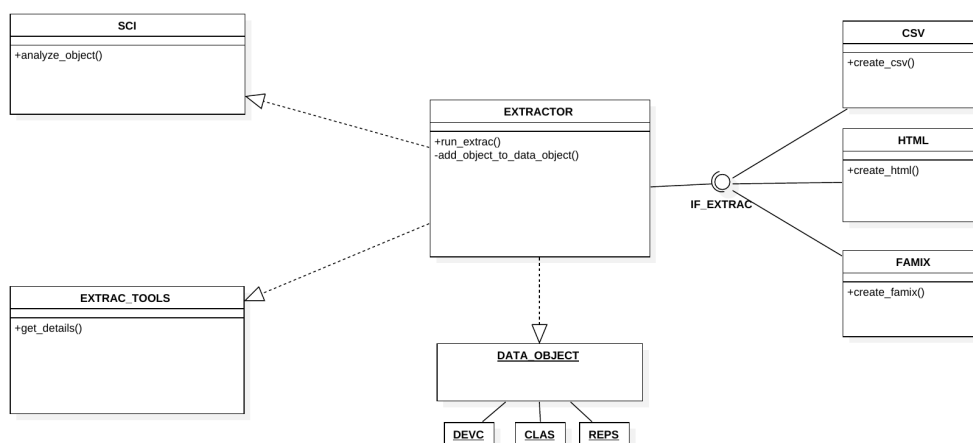 SCI
+analyze_object()
CSV
+create_csv()
EXTRACTOR
+run_extrac()
-add_object_to_data_object()
HTML
+create_html()
IF_EXTRAC
FAMIX
+create_famix()
EXTRAC_TOOLS
+get_details()
DATA_OBJECT
DEVC
CLAS
REPS